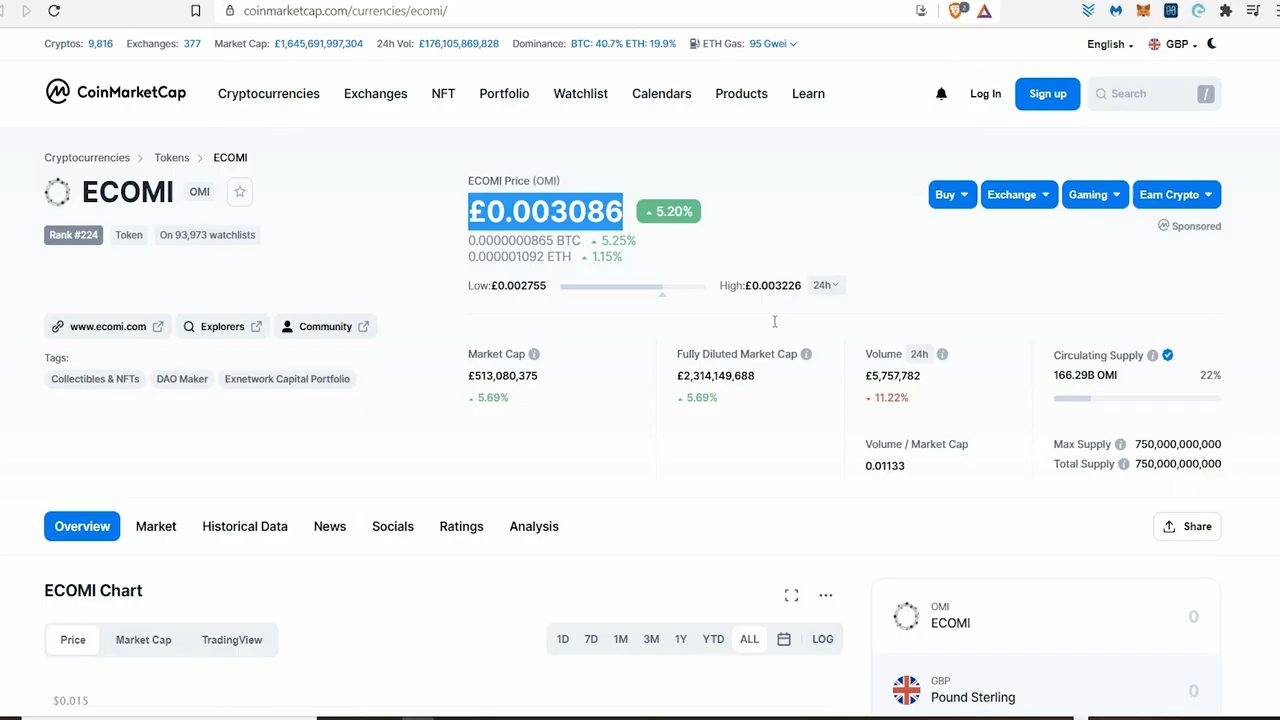 coinmarketcap.com/currencies/ecomi/
2
Cryptos: 9,816 Exchanges: 377 Market Cap: £1,645,691,997,304 24h Vol: £176,105,869,828 Dominance: BTC: 40.7% ETH: 19.9% ETH Gas: 95 Gwei English GBP
CoinMarketCap Cryptocurrencies Exchanges NFT Portfolio Watchlist Calendars Products Learn Log In Sign up Search /
Cryptocurrencies Tokens ECOMI
ECOMI OMI
Rank #224 Token On 93,973 watchlists
www.ecomi.com Explorers Community
Tags:
Collectibles & NFTs DAO Maker Exnetwork Capital Portfolio
ECOMI Price (OMI)
£0.003086 5.20%
0.0000000865 BTC 5.25%
0.000001092 ETH 1.15%
Low:£0.002755 High:£0.003226 24h
Buy Exchange Gaming Earn Crypto
Sponsored
Market Cap
£513,080,375
5.69%
Fully Diluted Market Cap
£2,314,149,688
5.69%
Volume 24h
£5,757,782
11.22%
Volume / Market Cap
0.01133
Circulating Supply
166.29B OMI 22%
Max Supply 750,000,000,000
Total Supply 750,000,000,000
Overview Market Historical Data News Socials Ratings Analysis Share
ECOMI Chart
Price Market Cap TradingView 1D 7D 1M 3M 1Y YTD ALL LOG
$0.015
OMI
ECOMI 0
GBP
Pound Sterling 0